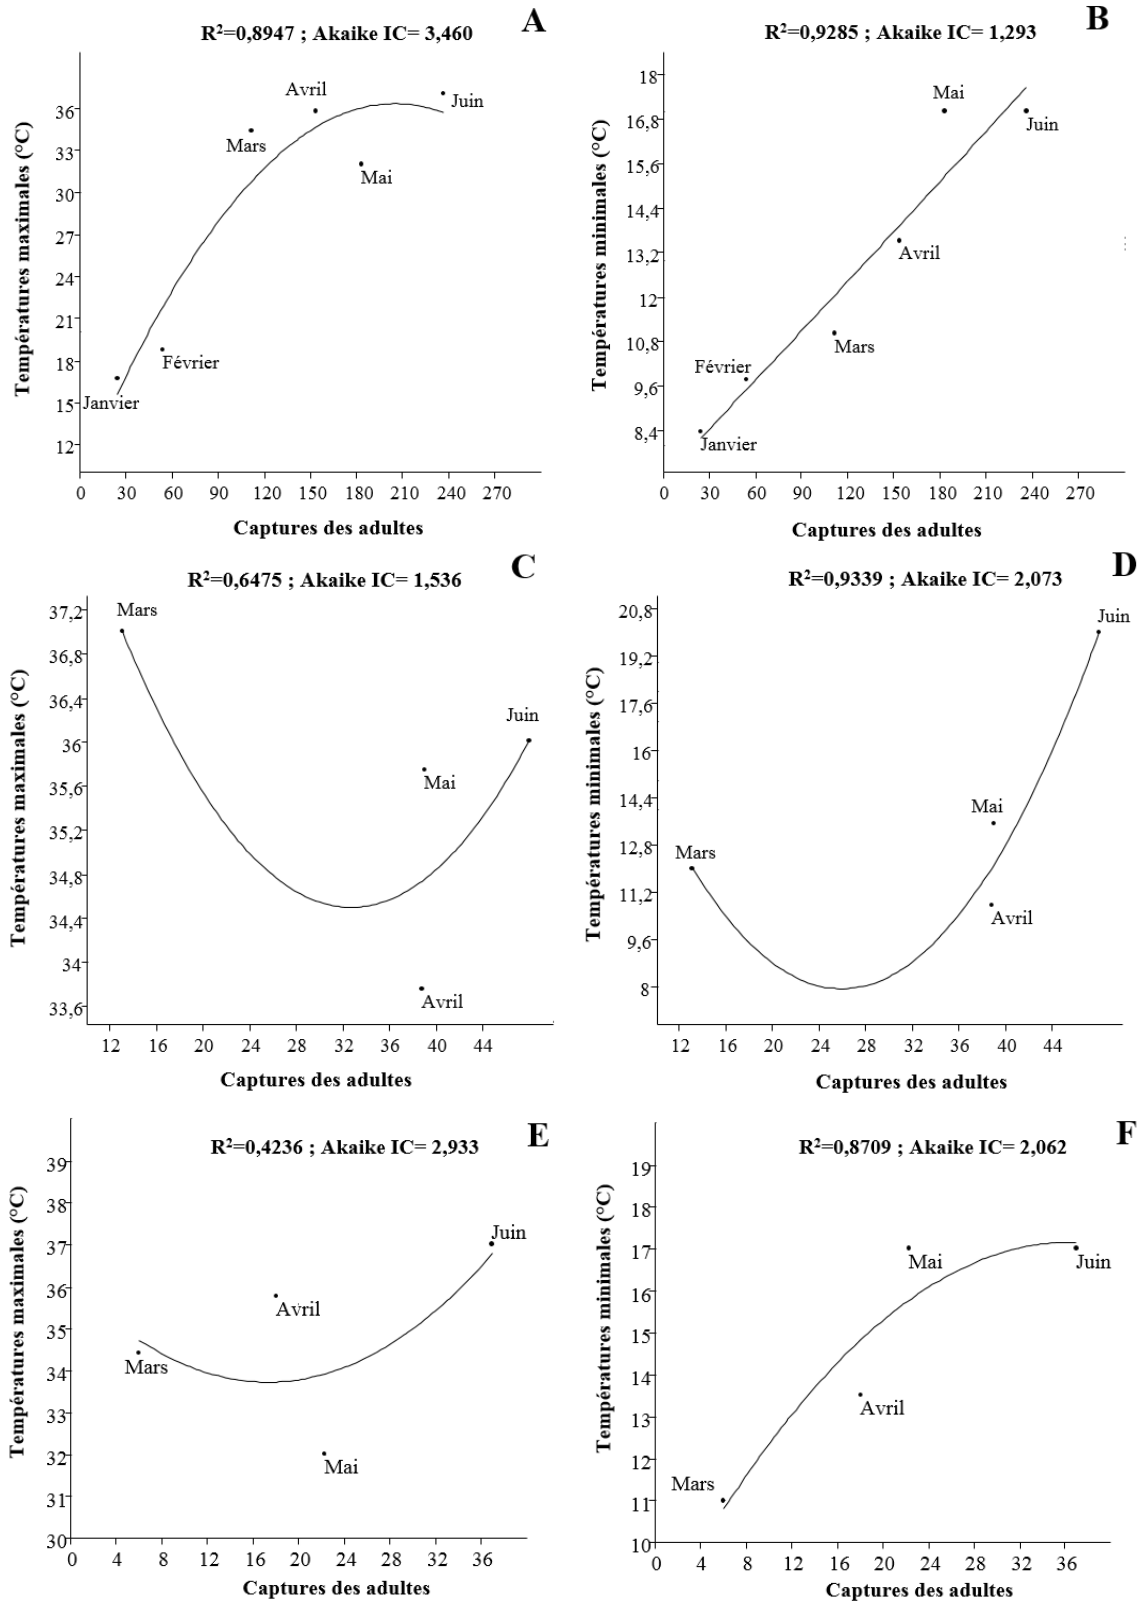 A
R²=0,8947 ; Akaike IC= 3,460
Températures maximales (°C)
36
33
30
27
24
21
18
15
12
Avril
Juin
Mars
Mai
Février
Janvier
0 30 60 90 120 150 180 210 240 270
Captures des adultes
B
R²=0,9285 ; Akaike IC= 1,293
Températures minimales (°C)
18
16,8
15,6
14,4
13,2
12
10,8
9,6
8,4
Mai
Juin
Avril
Mars
Février
Janvier
0 30 60 90 120 150 180 210 240 270
Captures des adultes
C
R²=0,6475 ; Akaike IC= 1,536
Températures maximales (°C)
37,2
36,8
36,4
36
35,6
35,2
34,8
34,4
34
33,6
Mars
Juin
Mai
Avril
12 16 20 24 28 32 36 40 44
Captures des adultes
D
R²=0,9339 ; Akaike IC= 2,073
Températures minimales (°C)
20,8
19,2
17,6
16
14,4
12,8
11,2
9,6
8
Juin
Mai
Mars
Avril
12 16 20 24 28 32 36 40 44
Captures des adultes
E
R²=0,4236 ; Akaike IC= 2,933
Températures maximales (°C)
39
38
37
36
35
34
33
32
31
30
Juin
Avril
Mars
Mai
0 4 8 12 16 20 24 28 32 36
Captures des adultes
F
R²=0,8709 ; Akaike IC= 2,062
Températures minimales (°C)
19
18
17
16
15
14
13
12
11
10
Mai
Juin
Avril
Mars
0 4 8 12 16 20 24 28 32 36
Captures des adultes